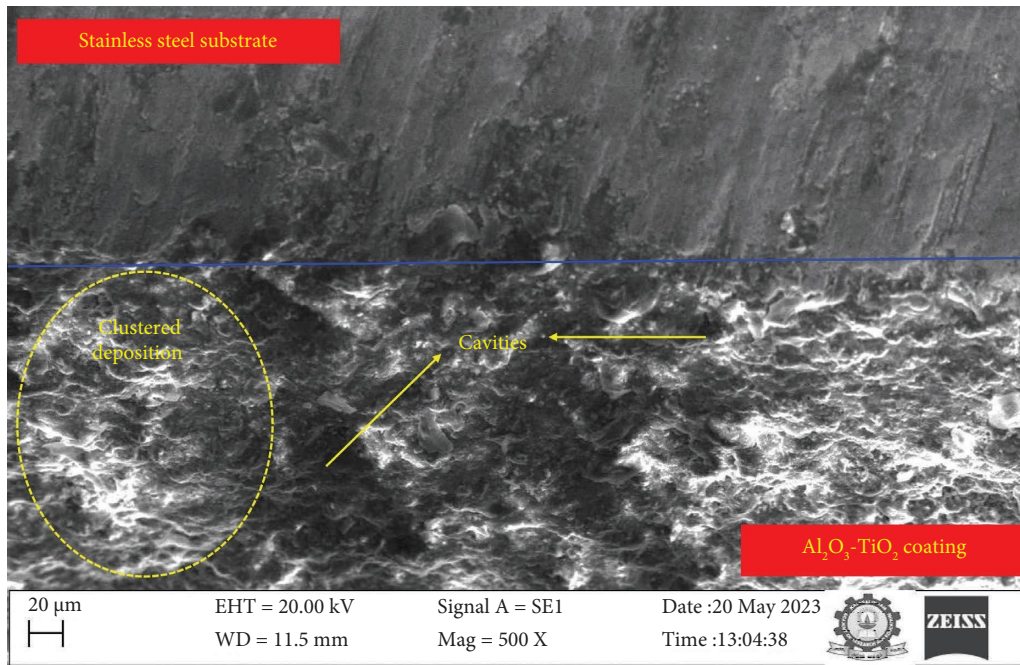 Stainless steel substrate
Clustered
deposition
Cavities
Al₂O₃-TiO₂ coating
20 μm
EHT = 20.00 kV
Signal A = SE1
Date :20 May 2023
WD = 11.5 mm
Mag = 500 X
Time :13:04:38
ZEISS